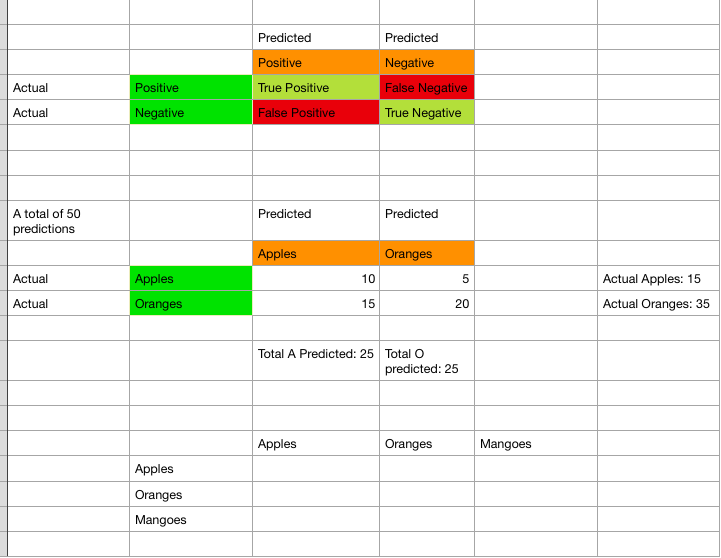 Predicted Predicted
Positive Negative
Actual Positive True Positive False Negative
Actual Negative False Positive True Negative
A total of 50
predictions
Predicted Predicted
Apples Oranges
Actual Apples 10 5 Actual Apples: 15
Actual Oranges 15 20 Actual Oranges: 35
Total A Predicted: 25
Total O
predicted: 25
Apples Oranges Mangoes
Apples
Oranges
Mangoes